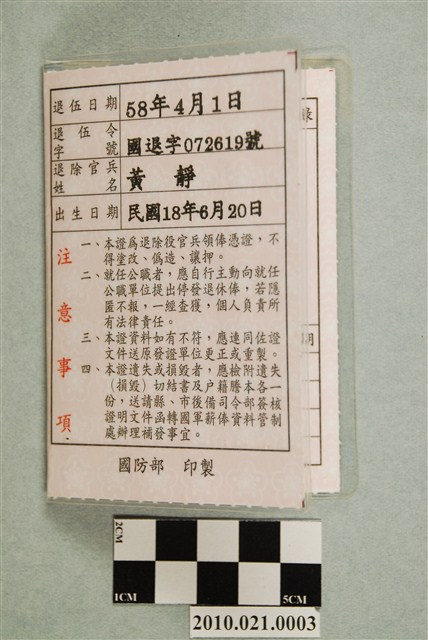 退伍日期 58年4月1日
退伍令字號 國退字072619號
退除官兵姓名 黃靜
出生日期 民國18年6月20日
注意事項
一、本證為退除役官兵領俸憑證，不
得塗改、偽造、讓押。
二、就任公職者，應自行主動向就任
公職單位提出停發退休俸，若隱
匿不報，一經查獲，個人負責所
有法律責任。
三、本證資料如有不符，應連同佐證
文件送原發證單位更正或重製。
四、本證遺失或損毀者，應檢附遺失
（損毀）切結書及户籍謄本各一
份，送請縣、市後備司令部簽核
證明文件函轉國軍薪俸資料管制
處辦理補發事宜。
國防部 印製
錄
期
2CM
1CM
5CM
2010.021.0003